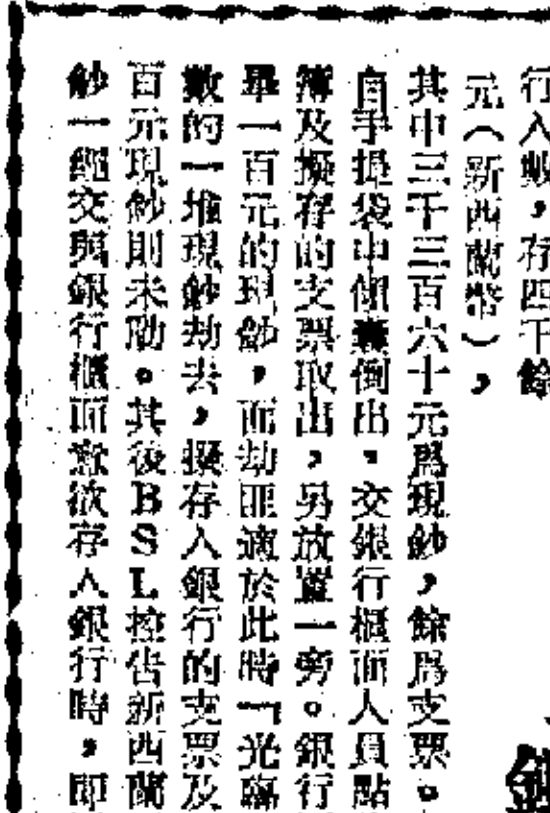 行入數，存四千餘
元（新西蘭幣），
其中三千三百六十元爲現鈔，餘爲支票。
自手提袋中傾囊倒出，交銀行櫃面人員點
簿及擬存的支票取出，另放置一旁。銀行
畢一百元的現鈔，而劫匪適於此時「光臨
數的一堆現鈔劫去，擬存入銀行的支票及
百元現鈔則未動。其後BSL控告新西蘭
鈔一經交與銀行櫃面意欲存入銀行時，即